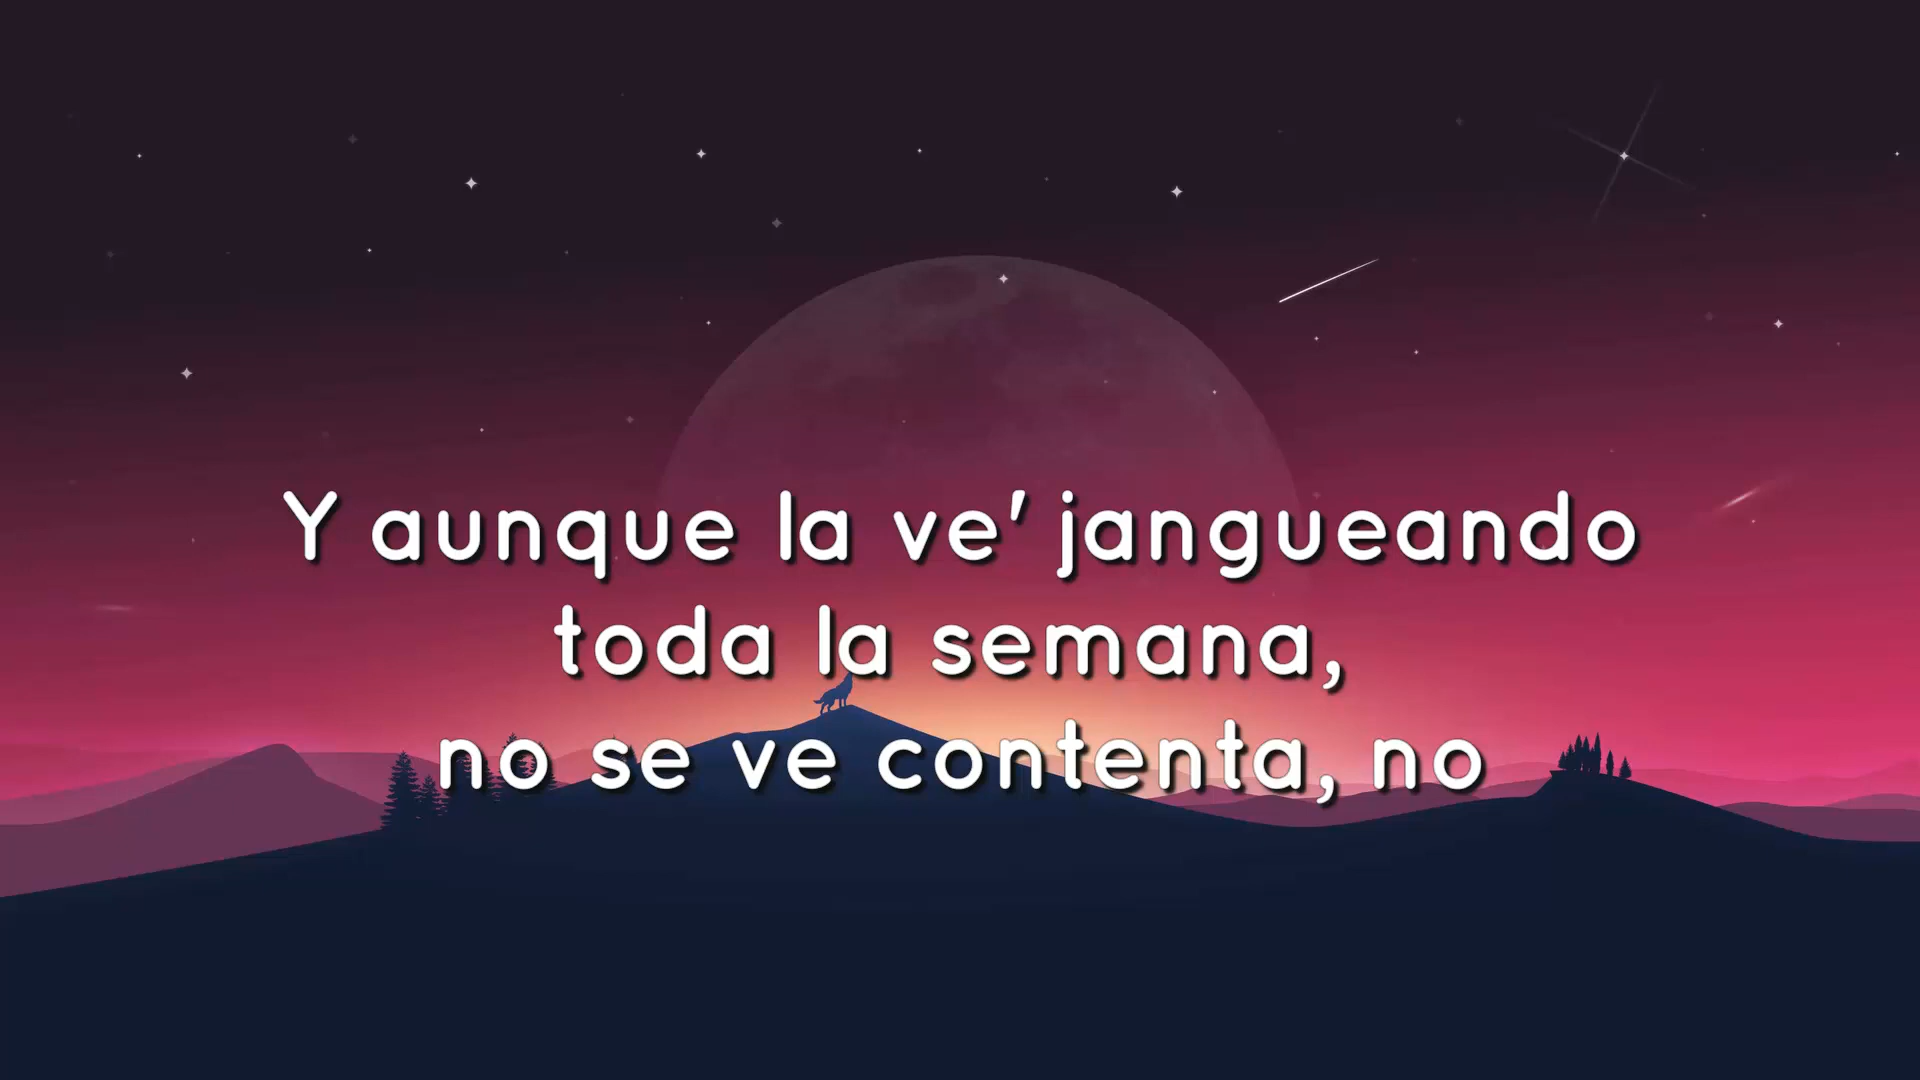 Y aunque la ve' jangueando
toda la semana,
no se ve contenta, no